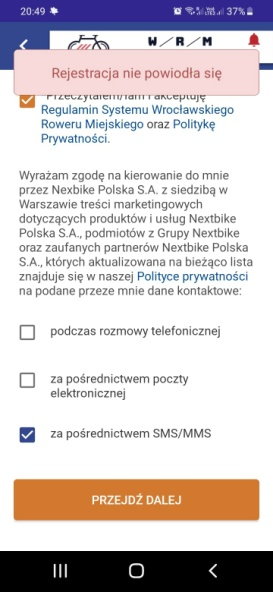 20:49
37%
W/R/M
Rejestracja nie powiodła się
Przeczytałem/łam i akceptuję
Regulamin Systemu Wrocławskiego
Roweru Miejskiego oraz Politykę
Prywatności.
Wyrażam zgodę na kierowanie do mnie
przez Nexbike Polska S.A. z siedzibą w
Warszawie treści marketingowych
dotyczących produktów i usług Nextbike
Polska S.A., podmiotów z Grupy Nextbike
oraz zaufanych partnerów Nextbike Polska
S.A., których aktualizowana na bieżąco lista
znajduje się w naszej Polityce prywatności
na podane przeze mnie dane kontaktowe:
podczas rozmowy telefonicznej
za pośrednictwem poczty
elektronicznej
za pośrednictwem SMS/MMS
PRZEJDŹ DALEJ